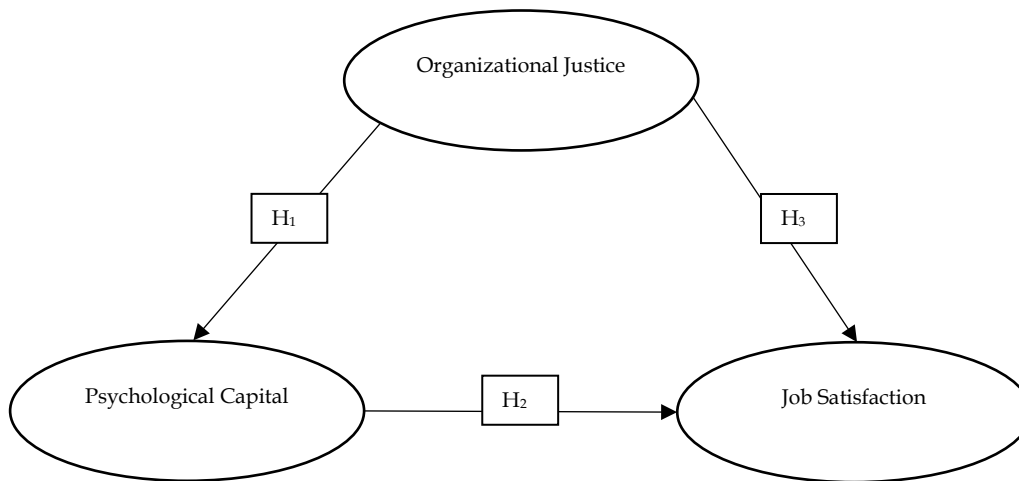 Organizational Justice
H₁
H₃
Psychological Capital
H₂
Job Satisfaction